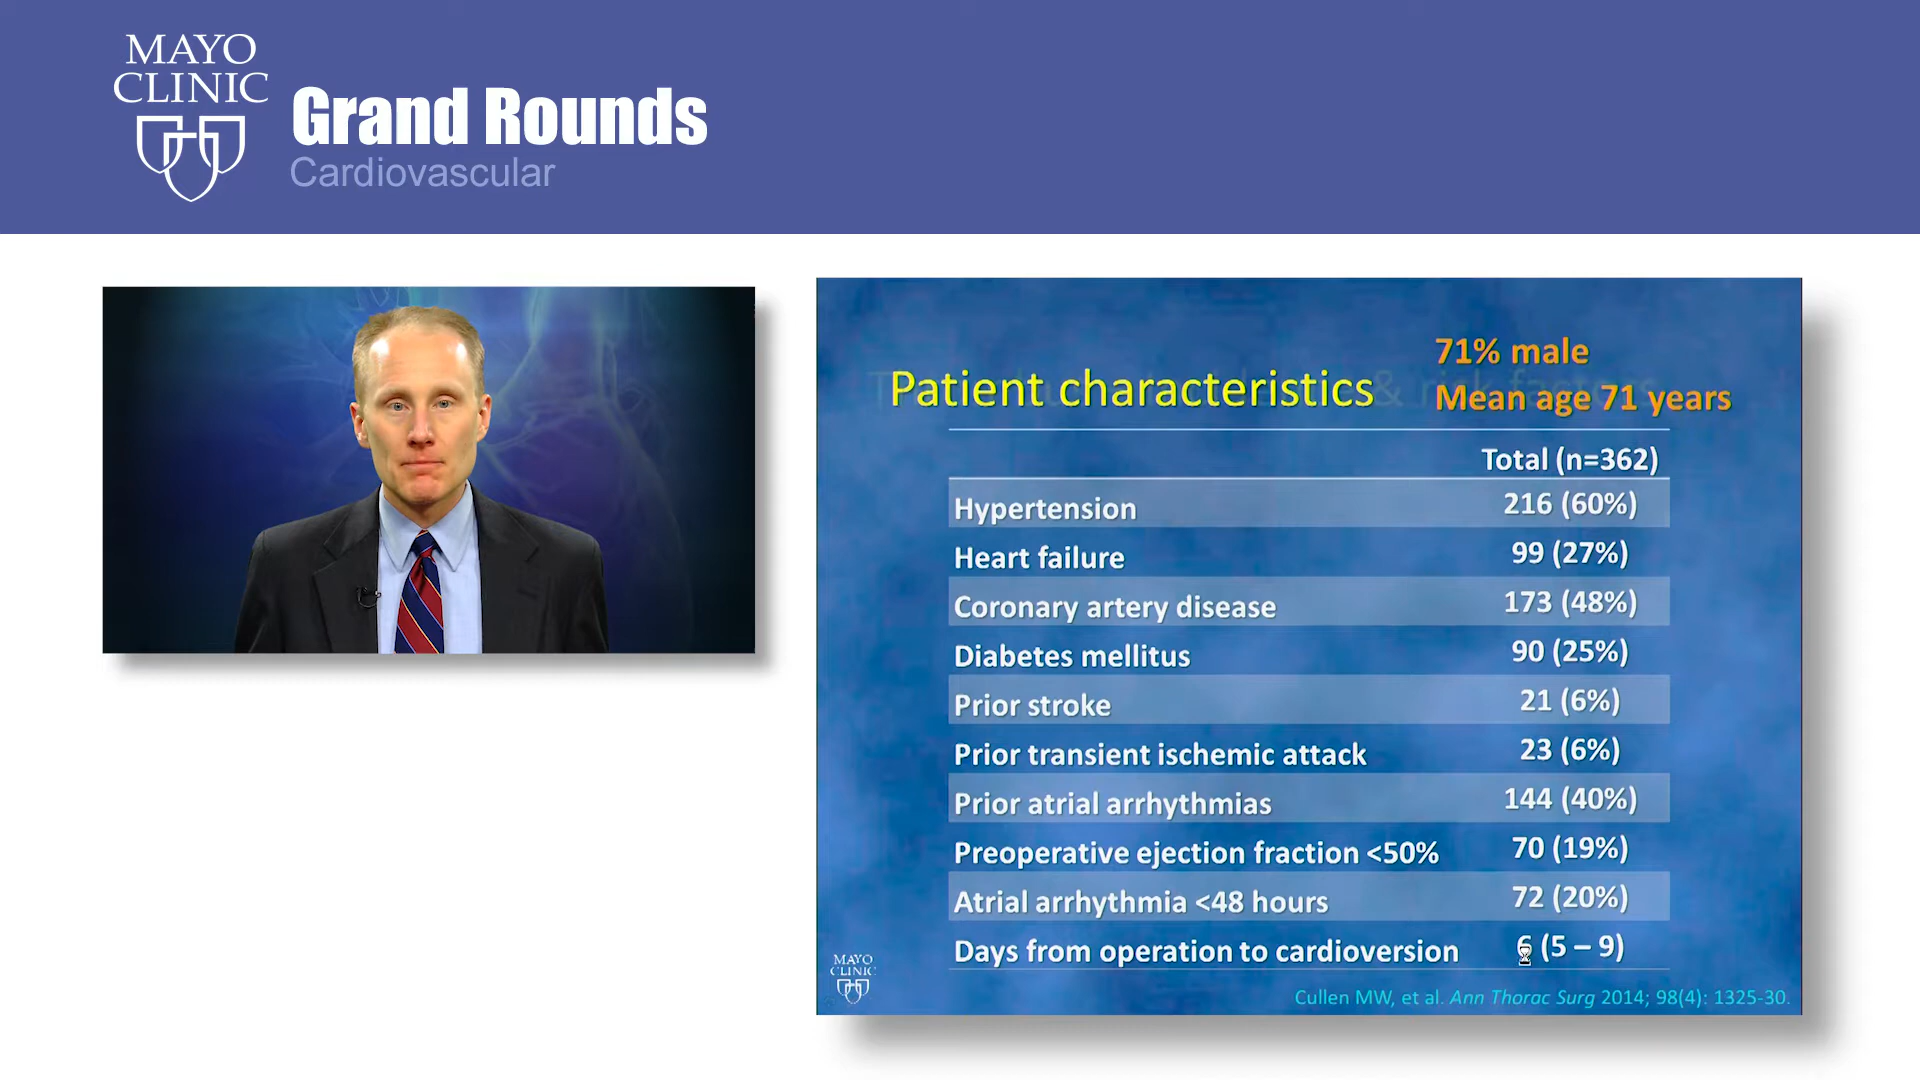 MAYO
CLINIC
Grand Rounds
Cardiovascular
71% male
Patient characteristics
Mean age 71 years
Total (n=362)
Hypertension 216 (60%)
Heart failure 99 (27%)
Coronary artery disease 173 (48%)
Diabetes mellitus 90 (25%)
Prior stroke 21 (6%)
Prior transient ischemic attack 23 (6%)
Prior atrial arrhythmias 144 (40%)
Preoperative ejection fraction <50% 70 (19%)
Atrial arrhythmia <48 hours 72 (20%)
Days from operation to cardioversion 6 (5 – 9)
MAYO
CLINIC
Cullen MW, et al. Ann Thorac Surg 2014; 98(4): 1325-30.